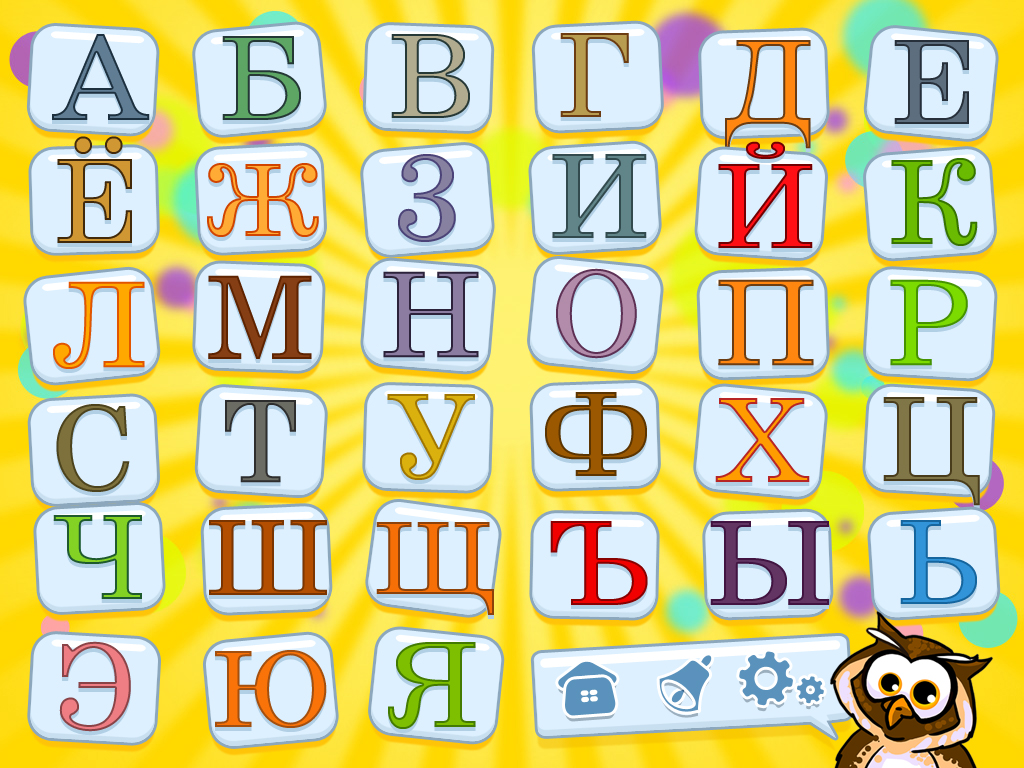 А Б В Г Д Е
Ё Ж З И Й К
Л М Н О П Р
С Т У Ф Х Ц
Ч Ш Щ Ъ Ы Ь
Э Ю Я